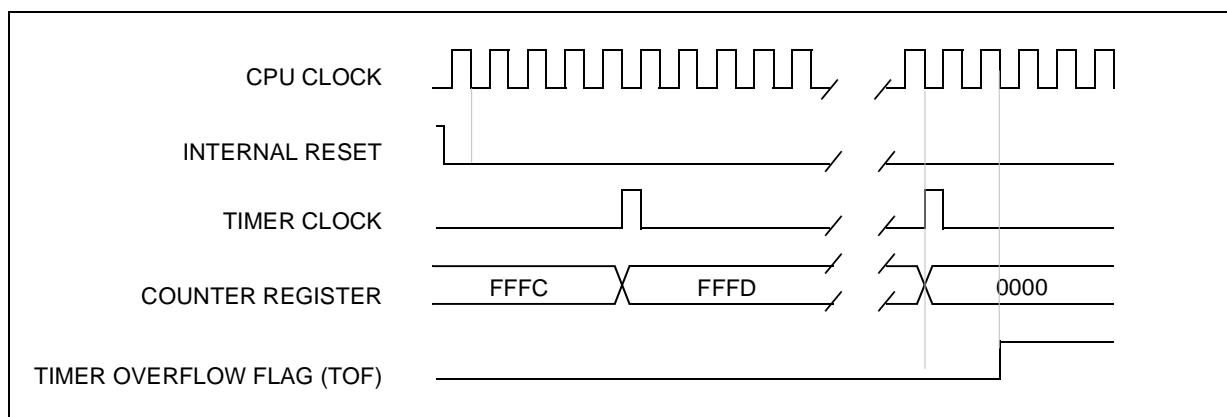 CPU CLOCK
INTERNAL RESET
TIMER CLOCK
COUNTER REGISTER FFFC FFFD 0000
TIMER OVERFLOW FLAG (TOF)